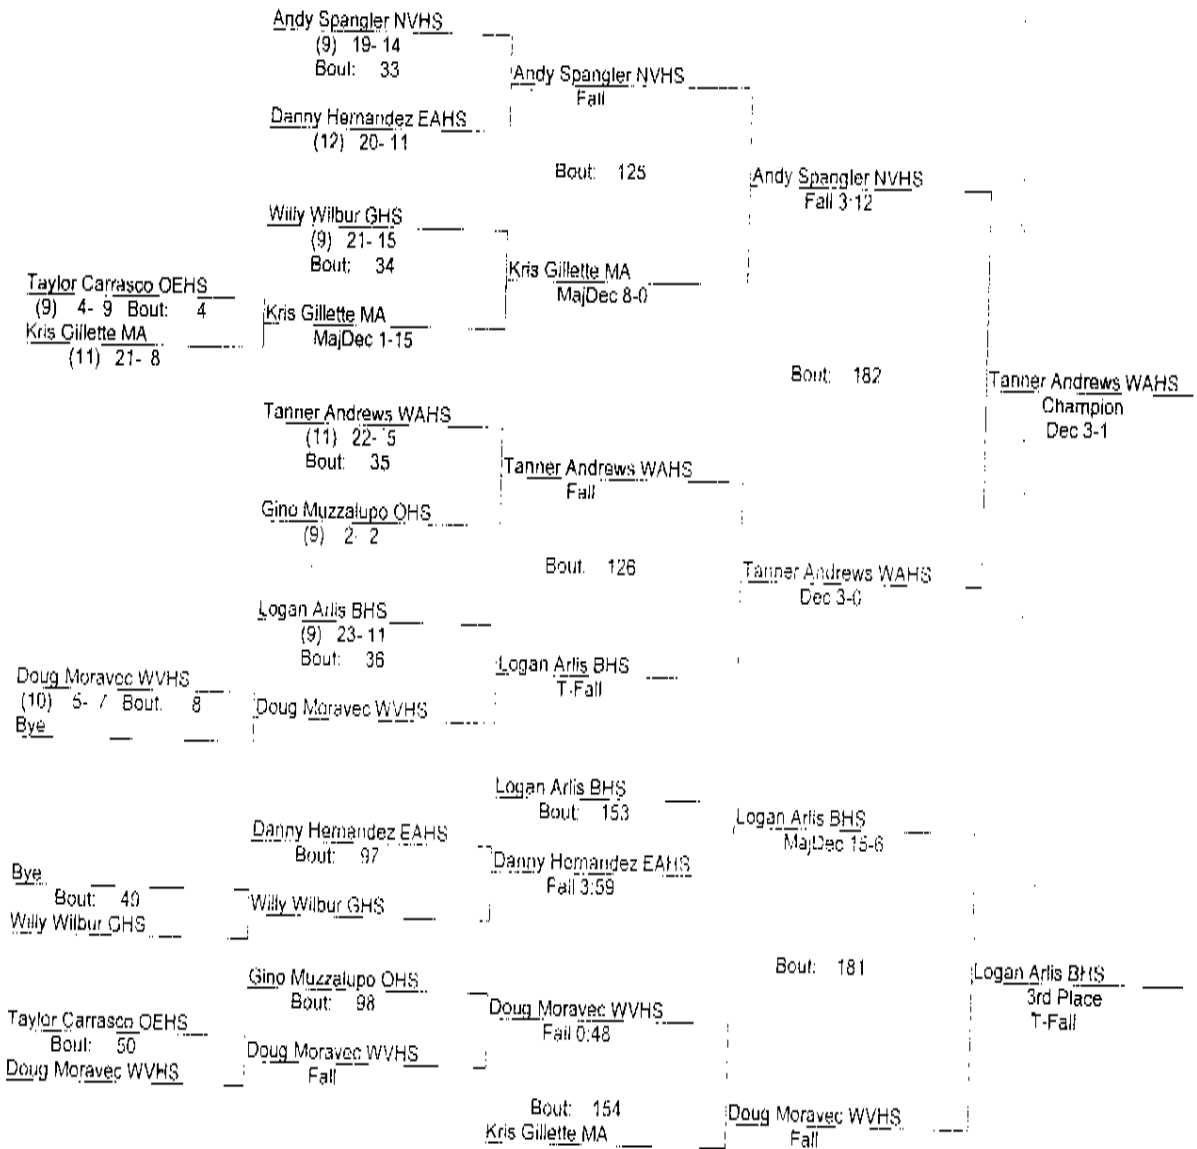 Andy Spangler NVHS
(9) 19- 14
Bout: 33
Andy Spangler NVHS
Fall
Danny Hernandez EAHS
(12) 20- 11
Bout: 125
Andy Spangler NVHS
Fall 3:12
Willy Wilbur GHS
(9) 21- 15
Bout: 34
Kris Gillette MA
MajDec 8-0
Taylor Carrasco OEHS
(9) 4- 9 Bout: 4
Kris Gillette MA
(11) 21- 8
Kris Gillette MA
MajDec 1-15
Bout: 182
Tanner Andrews WAHS
Champion
Dec 3-1
Tanner Andrews WAHS
(11) 22- 5
Bout: 35
Tanner Andrews WAHS
Fall
Gino Muzzalupo OHS
(9) 2- 2
Bout: 126
Tanner Andrews WAHS
Dec 3-0
Logan Arlis BHS
(9) 23- 11
Bout: 36
Logan Arlis BHS
T-Fall
Doug Moravec WVHS
(10) 5- 7 Bout: 8
Bye
Doug Moravec WVHS
Logan Arlis BHS
Bout: 153
Logan Arlis BHS
MajDec 15-6
Danny Hernandez EAHS
Bout: 97
Danny Hernandez EAHS
Fall 3:59
Bye
Bout: 49
Willy Wilbur GHS
Willy Wilbur GHS
Bout: 181
Logan Arlis BHS
3rd Place
T-Fall
Gino Muzzalupo OHS
Bout: 98
Doug Moravec WVHS
Fall 0:48
Taylor Carrasco OEHS
Bout: 50
Doug Moravec WVHS
Doug Moravec WVHS
Fall
Bout: 154
Kris Gillette MA
Doug Moravec WVHS
Fall